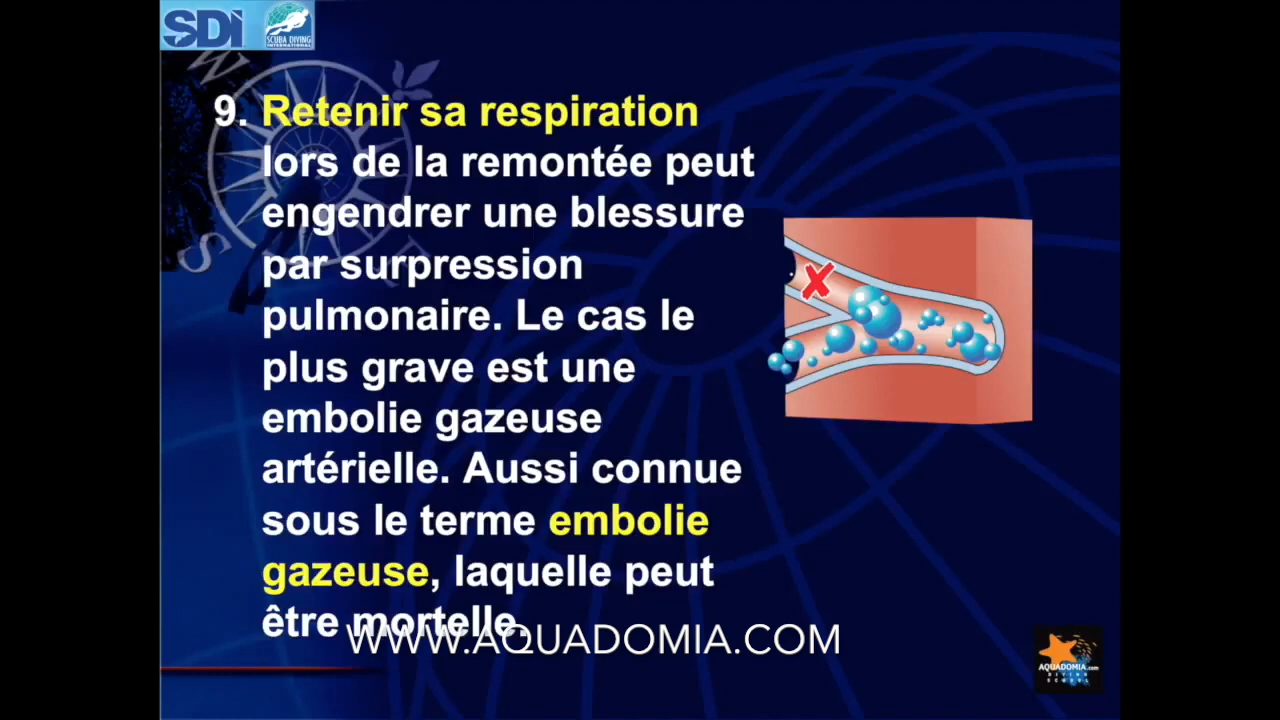 SDI
SCUBA DIVING
INTERNATIONAL
W
S
9. Retenir sa respiration
lors de la remontée peut
engendrer une blessure
par surpression
pulmonaire. Le cas le
plus grave est une
embolie gazeuse
artérielle. Aussi connue
sous le terme embolie
gazeuse, laquelle peut
être mortelle.
WWW.AQUADOMIA.COM
AQUADOMIA.com
DIVING
SCHOOL